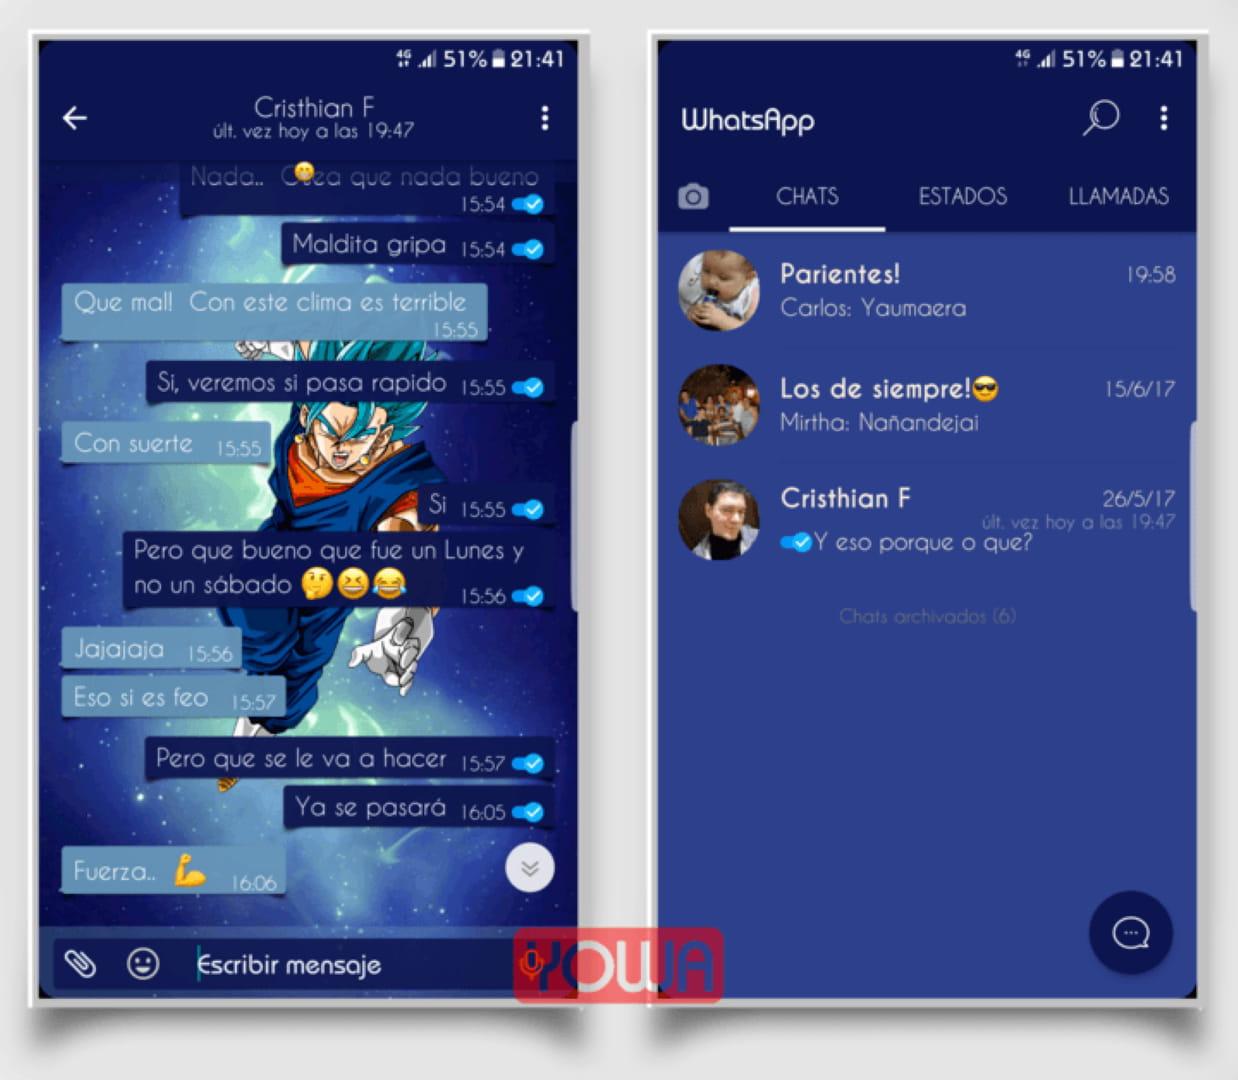 4G 51% 21:41
Cristhian F
últ. vez hoy a las 19:47
Nada.. O sea que nada bueno
15:54
Maldita gripa 15:54
Que mal! Con este clima es terrible
15:55
Si, veremos si pasa rapido 15:55
Con suerte 15:55
Si 15:55
Pero que bueno que fue un Lunes y
no un sábado 🤔😆😂 15:56
Jajajaja 15:56
Eso si es feo 15:57
Pero que se le va a hacer 15:57
Ya se pasará 16:05
Fuerza.. 💪 16:06
Escribir mensaje
4G 51% 21:41
WhatsApp
CHATS ESTADOS LLAMADAS
Parientes! 19:58
Carlos: Yaumaera
Los de siempre!😎 15/6/17
Mirtha: Nañandejai
Cristhian F 26/5/17
últ. vez hoy a las 19:47
Y eso porque o que?
Chats archivados (6)
YOWA